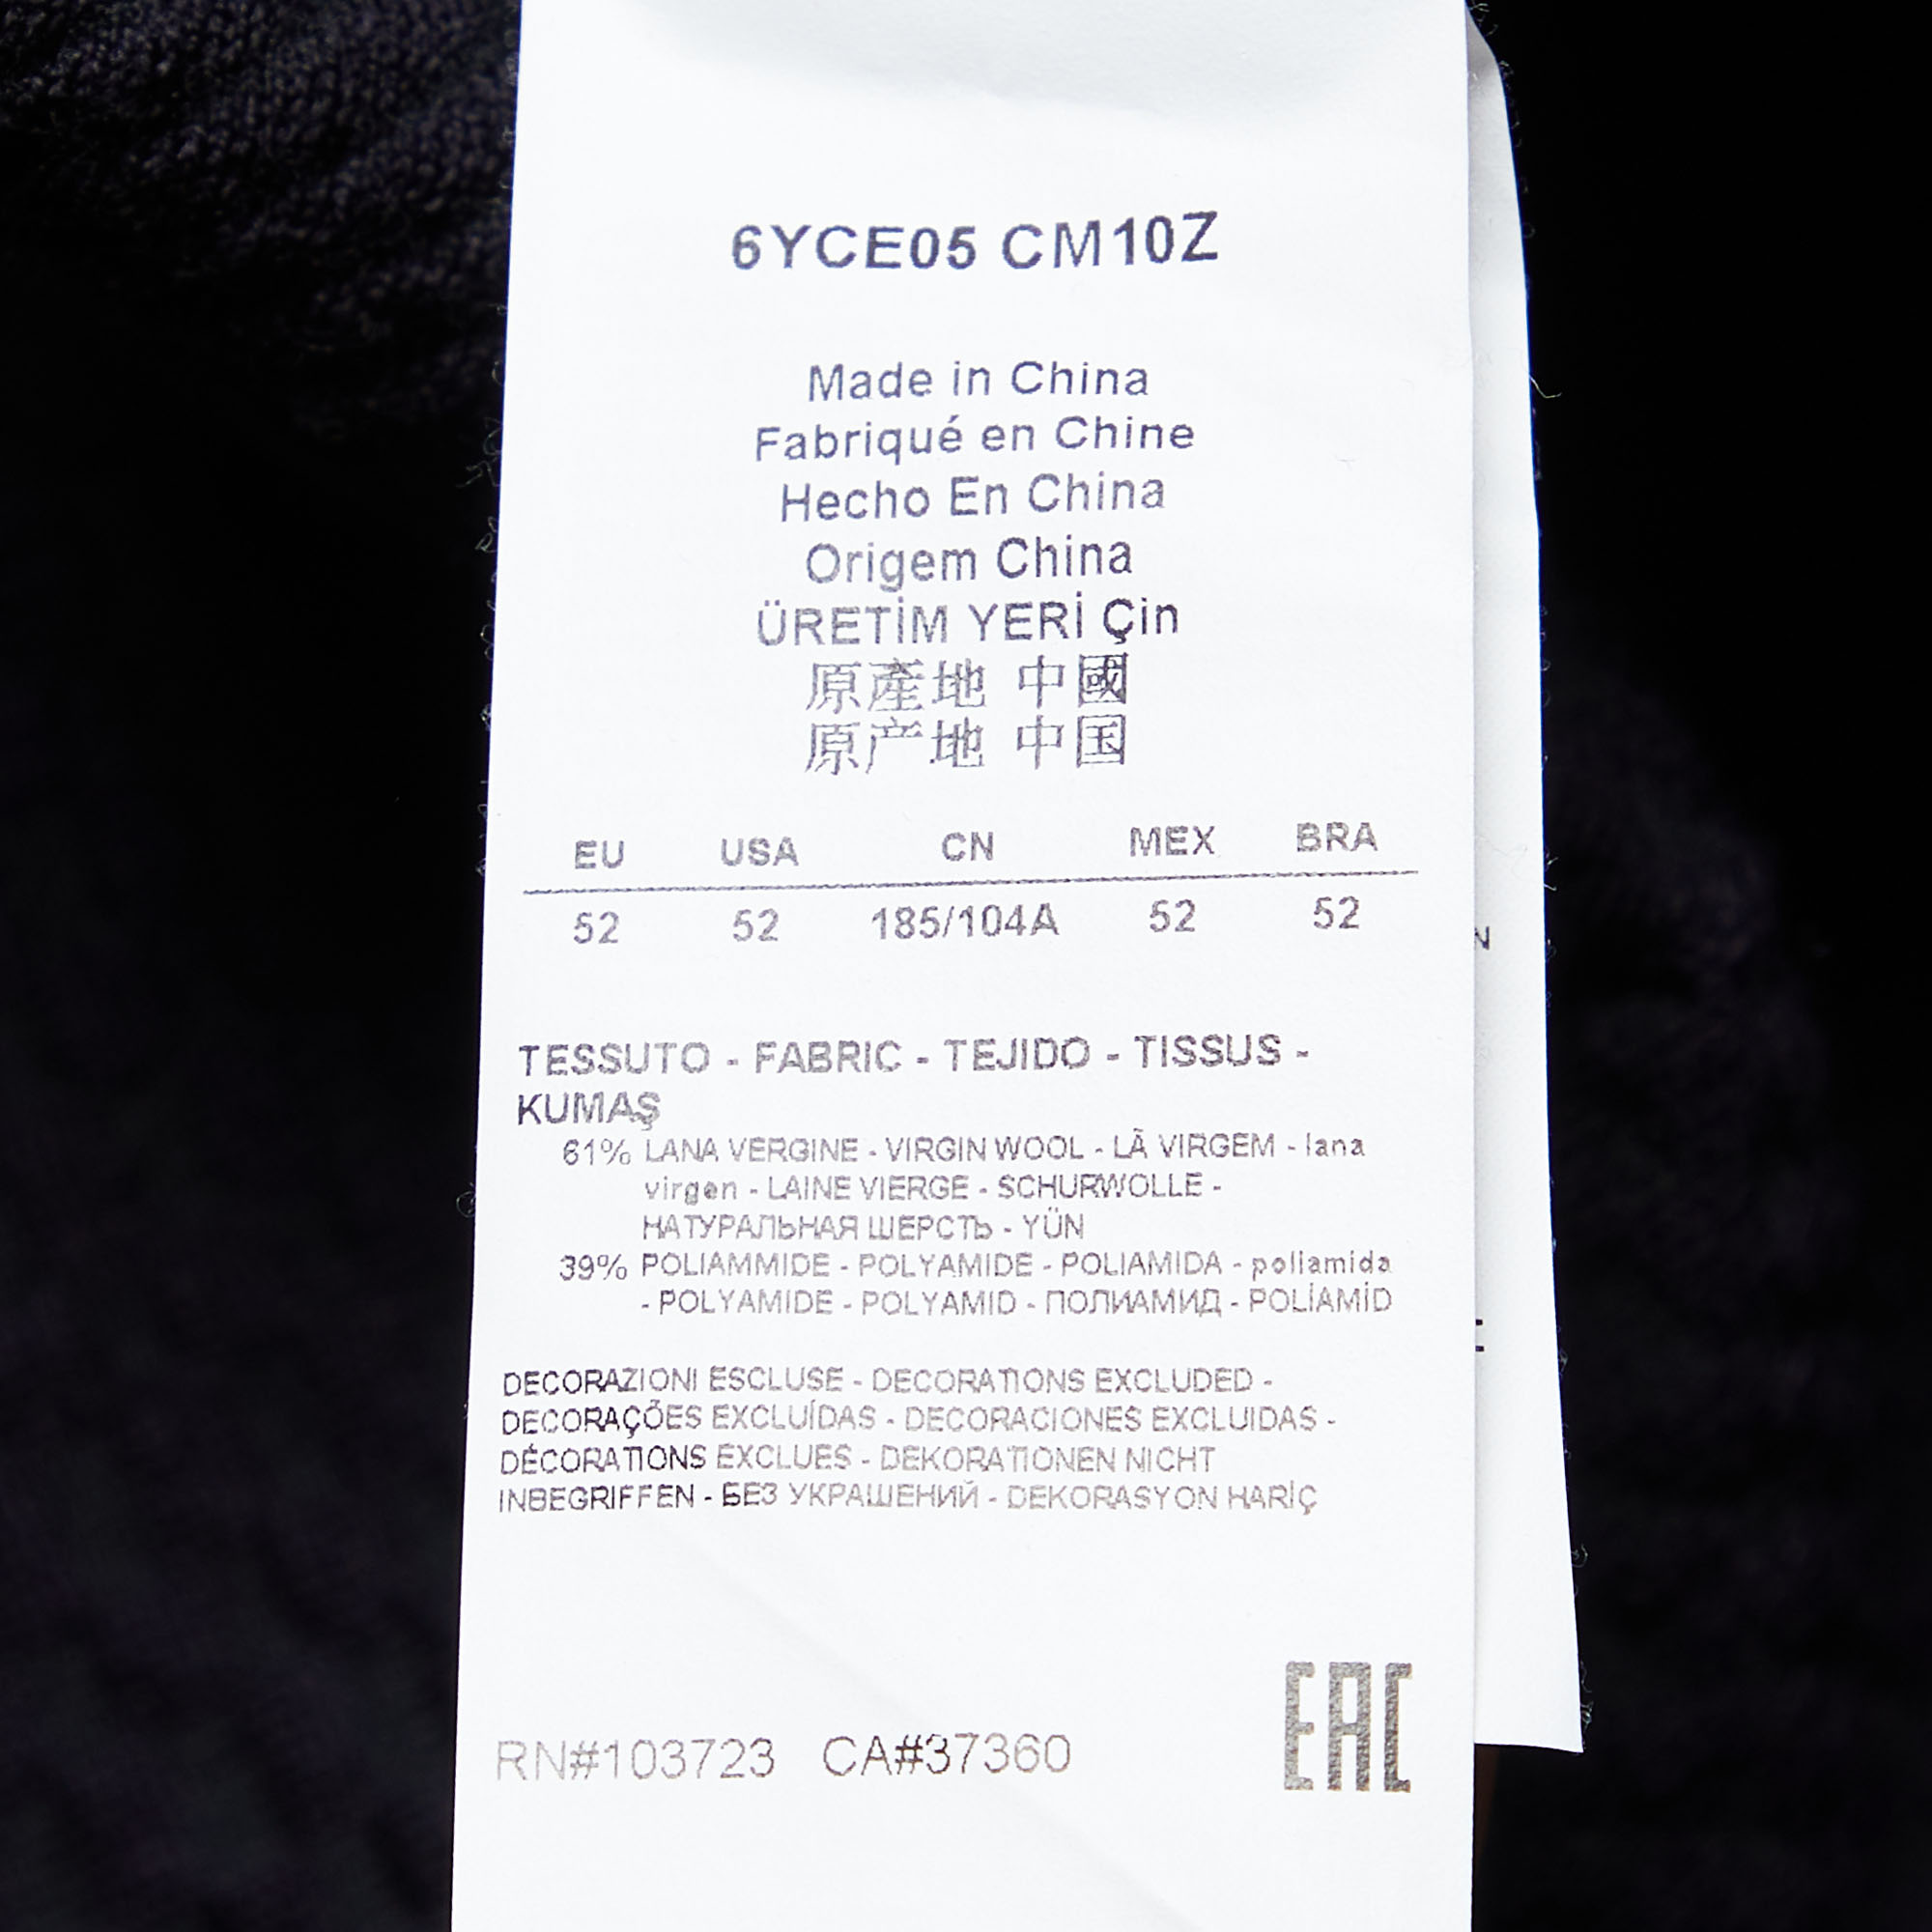 6YCE05 CM10Z
Made in China
Fabriqué en Chine
Hecho En China
Origem China
ÜRETİM YERİ Çin
原產地 中國
原产地 中国
EU USA CN MEX BRA
52 52 185/104A 52 52
TESSUTO - FABRIC - TEJIDO - TISSUS -
KUMAŞ
61% LANA VERGINE - VIRGIN WOOL - LÃ VIRGEM - lana
virgen - LAINE VIERGE - SCHURWOLLE -
НАТУРАЛЬНАЯ ШЕРСТЬ - YÜN
39% POLIAMMIDE - POLYAMIDE - POLIAMIDA - poliamida
- POLYAMIDE - POLYAMID - ПОЛИАМИД - POLİAMİD
DECORAZIONI ESCLUSE - DECORATIONS EXCLUDED -
DECORAÇÕES EXCLUÍDAS - DECORACIONES EXCLUIDAS -
DÉCORATIONS EXCLUES - DEKORATIONEN NICHT
INBEGRIFFEN - БЕЗ УКРАШЕНИЙ - DEKORASYON HARİÇ
RN#103723 CA#37360
EAC